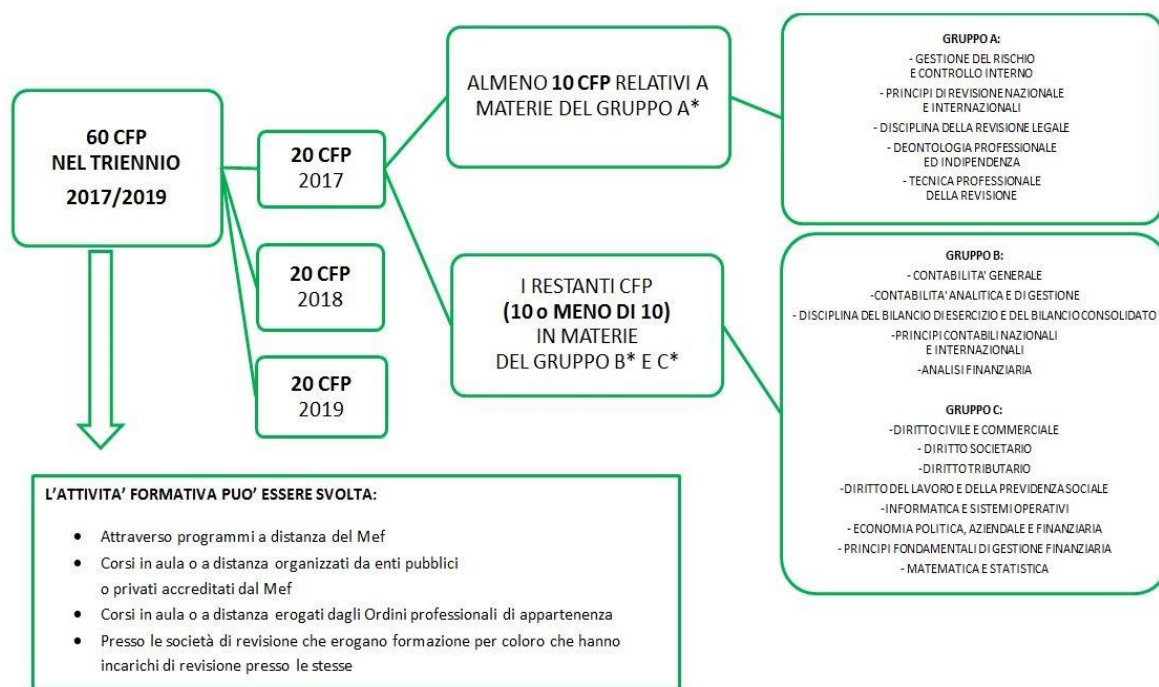 60 CFP
NEL TRIENNIO
2017/2019
20 CFP
2017
20 CFP
2018
20 CFP
2019
ALMENO 10 CFP RELATIVI A
MATERIE DEL GRUPPO A*
I RESTANTI CFP
(10 o MENO DI 10)
IN MATERIE
DEL GRUPPO B* E C*
GRUPPO A:
- GESTIONE DEL RISCHIO
E CONTROLLO INTERNO
- PRINCIPI DI REVISIONE NAZIONALE
E INTERNAZIONALI
- DISCIPLINA DELLA REVISIONE LEGALE
- DEONTOLOGIA PROFESSIONALE
ED INDIPENDENZA
- TECNICA PROFESSIONALE
DELLA REVISIONE
GRUPPO B:
- CONTABILITA' GENERALE
-CONTABILITA' ANALITICA E DI GESTIONE
- DISCIPLINA DEL BILANCIO DI ESERCIZIO E DEL BILANCIO CONSOLIDATO
-PRINCIPI CONTABILI NAZIONALI
E INTERNAZIONALI
-ANALISI FINANZIARIA
GRUPPO C:
-DIRITTO CIVILE E COMMERCIALE
- DIRITTO SOCIETARIO
-DIRITTO TRIBUTARIO
-DIRITTO DEL LAVORO E DELLA PREVIDENZA SOCIALE
-INFORMATICA E SISTEMI OPERATIVI
- ECONOMIA POLITICA, AZIENDALE E FINANZIARIA
- PRINCIPI FONDAMENTALI DI GESTIONE FINANZIARIA
- MATEMATICA E STATISTICA
L'ATTIVITA' FORMATIVA PUO' ESSERE SVOLTA:
• Attraverso programmi a distanza del Mef
• Corsi in aula o a distanza organizzati da enti pubblici
o privati accreditati dal Mef
• Corsi in aula o a distanza erogati dagli Ordini professionali di appartenenza
• Presso le società di revisione che erogano formazione per coloro che hanno
incarichi di revisione presso le stesse